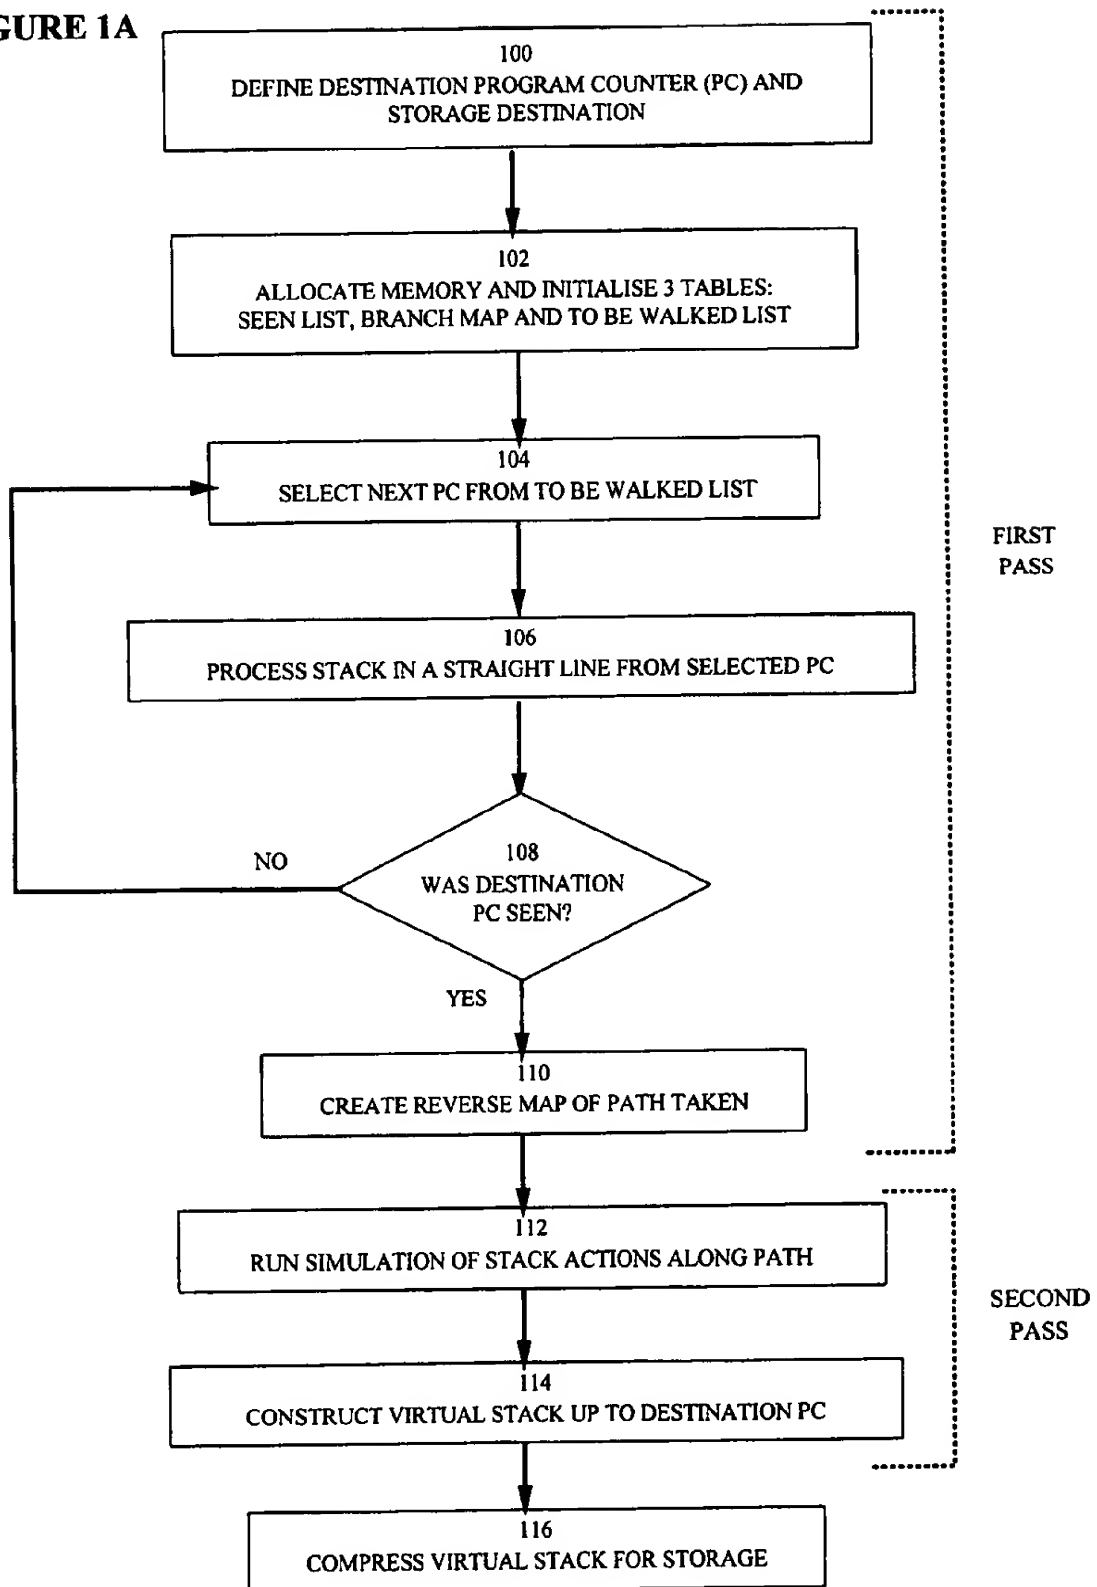 GURE 1A
100
DEFINE DESTINATION PROGRAM COUNTER (PC) AND
STORAGE DESTINATION
102
ALLOCATE MEMORY AND INITIALISE 3 TABLES:
SEEN LIST, BRANCH MAP AND TO BE WALKED LIST
104
SELECT NEXT PC FROM TO BE WALKED LIST
FIRST
PASS
106
PROCESS STACK IN A STRAIGHT LINE FROM SELECTED PC
108
WAS DESTINATION
PC SEEN?
NO
YES
110
CREATE REVERSE MAP OF PATH TAKEN
112
RUN SIMULATION OF STACK ACTIONS ALONG PATH
SECOND
PASS
114
CONSTRUCT VIRTUAL STACK UP TO DESTINATION PC
116
COMPRESS VIRTUAL STACK FOR STORAGE